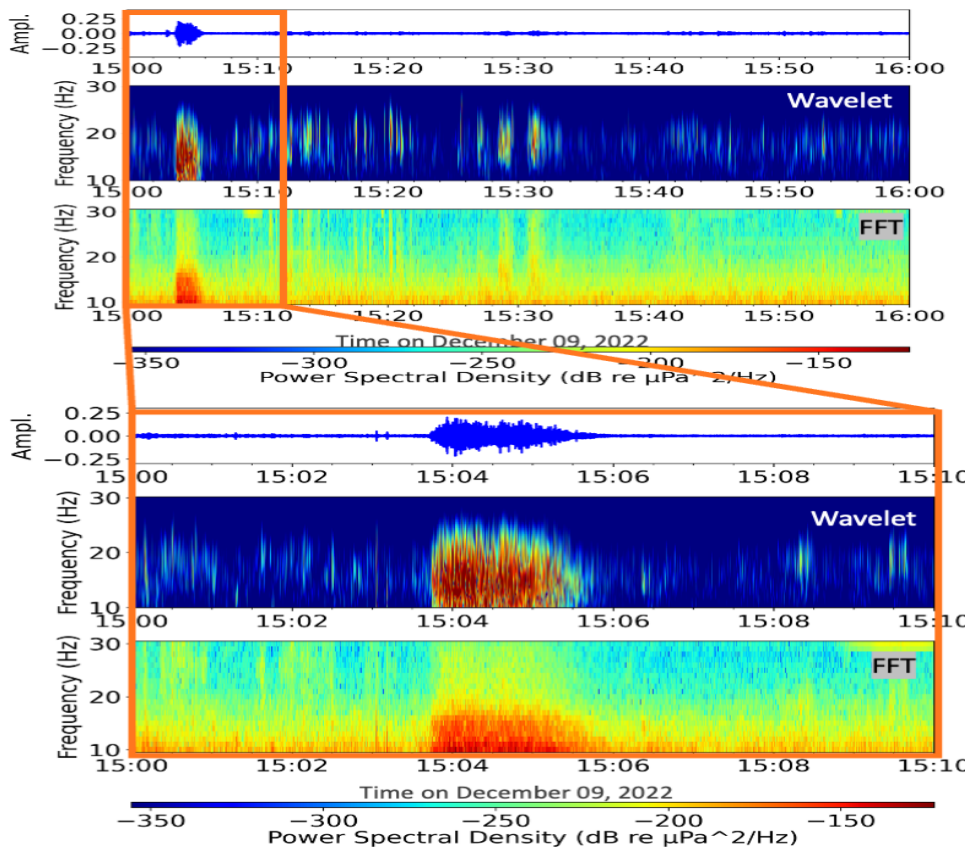 Ampl.
0.25
0.00
−0.25
15:00 15:10 15:20 15:30 15:40 15:50 16:00
Frequency (Hz)
30
20
10
Wavelet
15:00 15:10 15:20 15:30 15:40 15:50 16:00
Frequency (Hz)
30
20
10
FFT
15:00 15:10 15:20 15:30 15:40 15:50 16:00
Time on December 09, 2022
−350 −300 −250 −200 −150
Power Spectral Density (dB re μPa^2/Hz)
Ampl.
0.25
0.00
−0.25
15:00 15:02 15:04 15:06 15:08 15:10
Frequency (Hz)
30
20
10
Wavelet
15:00 15:02 15:04 15:06 15:08 15:10
Frequency (Hz)
30
20
10
FFT
15:00 15:02 15:04 15:06 15:08 15:10
Time on December 09, 2022
−350 −300 −250 −200 −150
Power Spectral Density (dB re μPa^2/Hz)